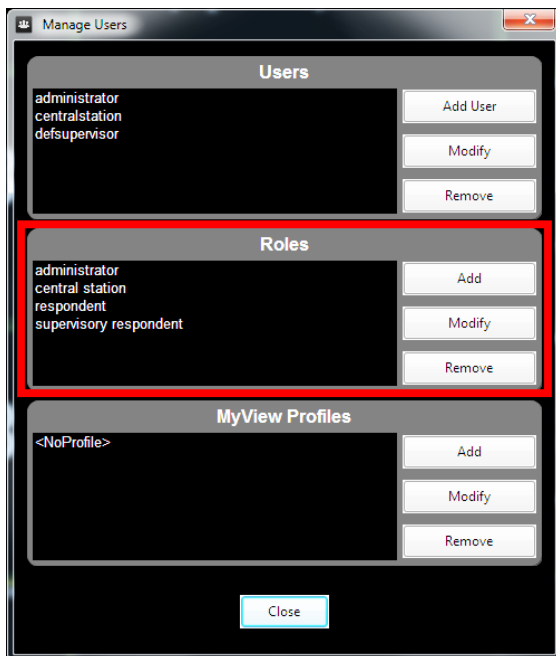 Manage Users
Users
administrator
centralstation
defsupervisor
Add User
Modify
Remove
Roles
administrator
central station
respondent
supervisory respondent
Add
Modify
Remove
MyView Profiles
<NoProfile>
Add
Modify
Remove
Close